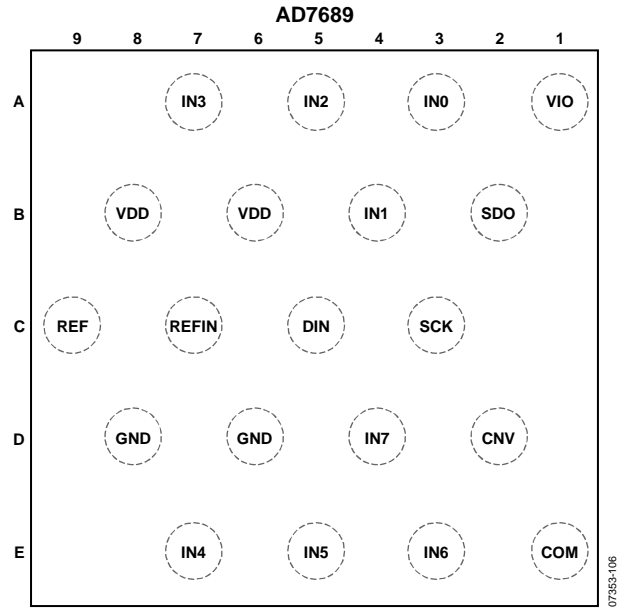 AD7689
9 8 7 6 5 4 3 2 1
A IN3 IN2 IN0 VIO
B VDD VDD IN1 SDO
C REF REFIN DIN SCK
D GND GND IN7 CNV
E IN4 IN5 IN6 COM
07353-106